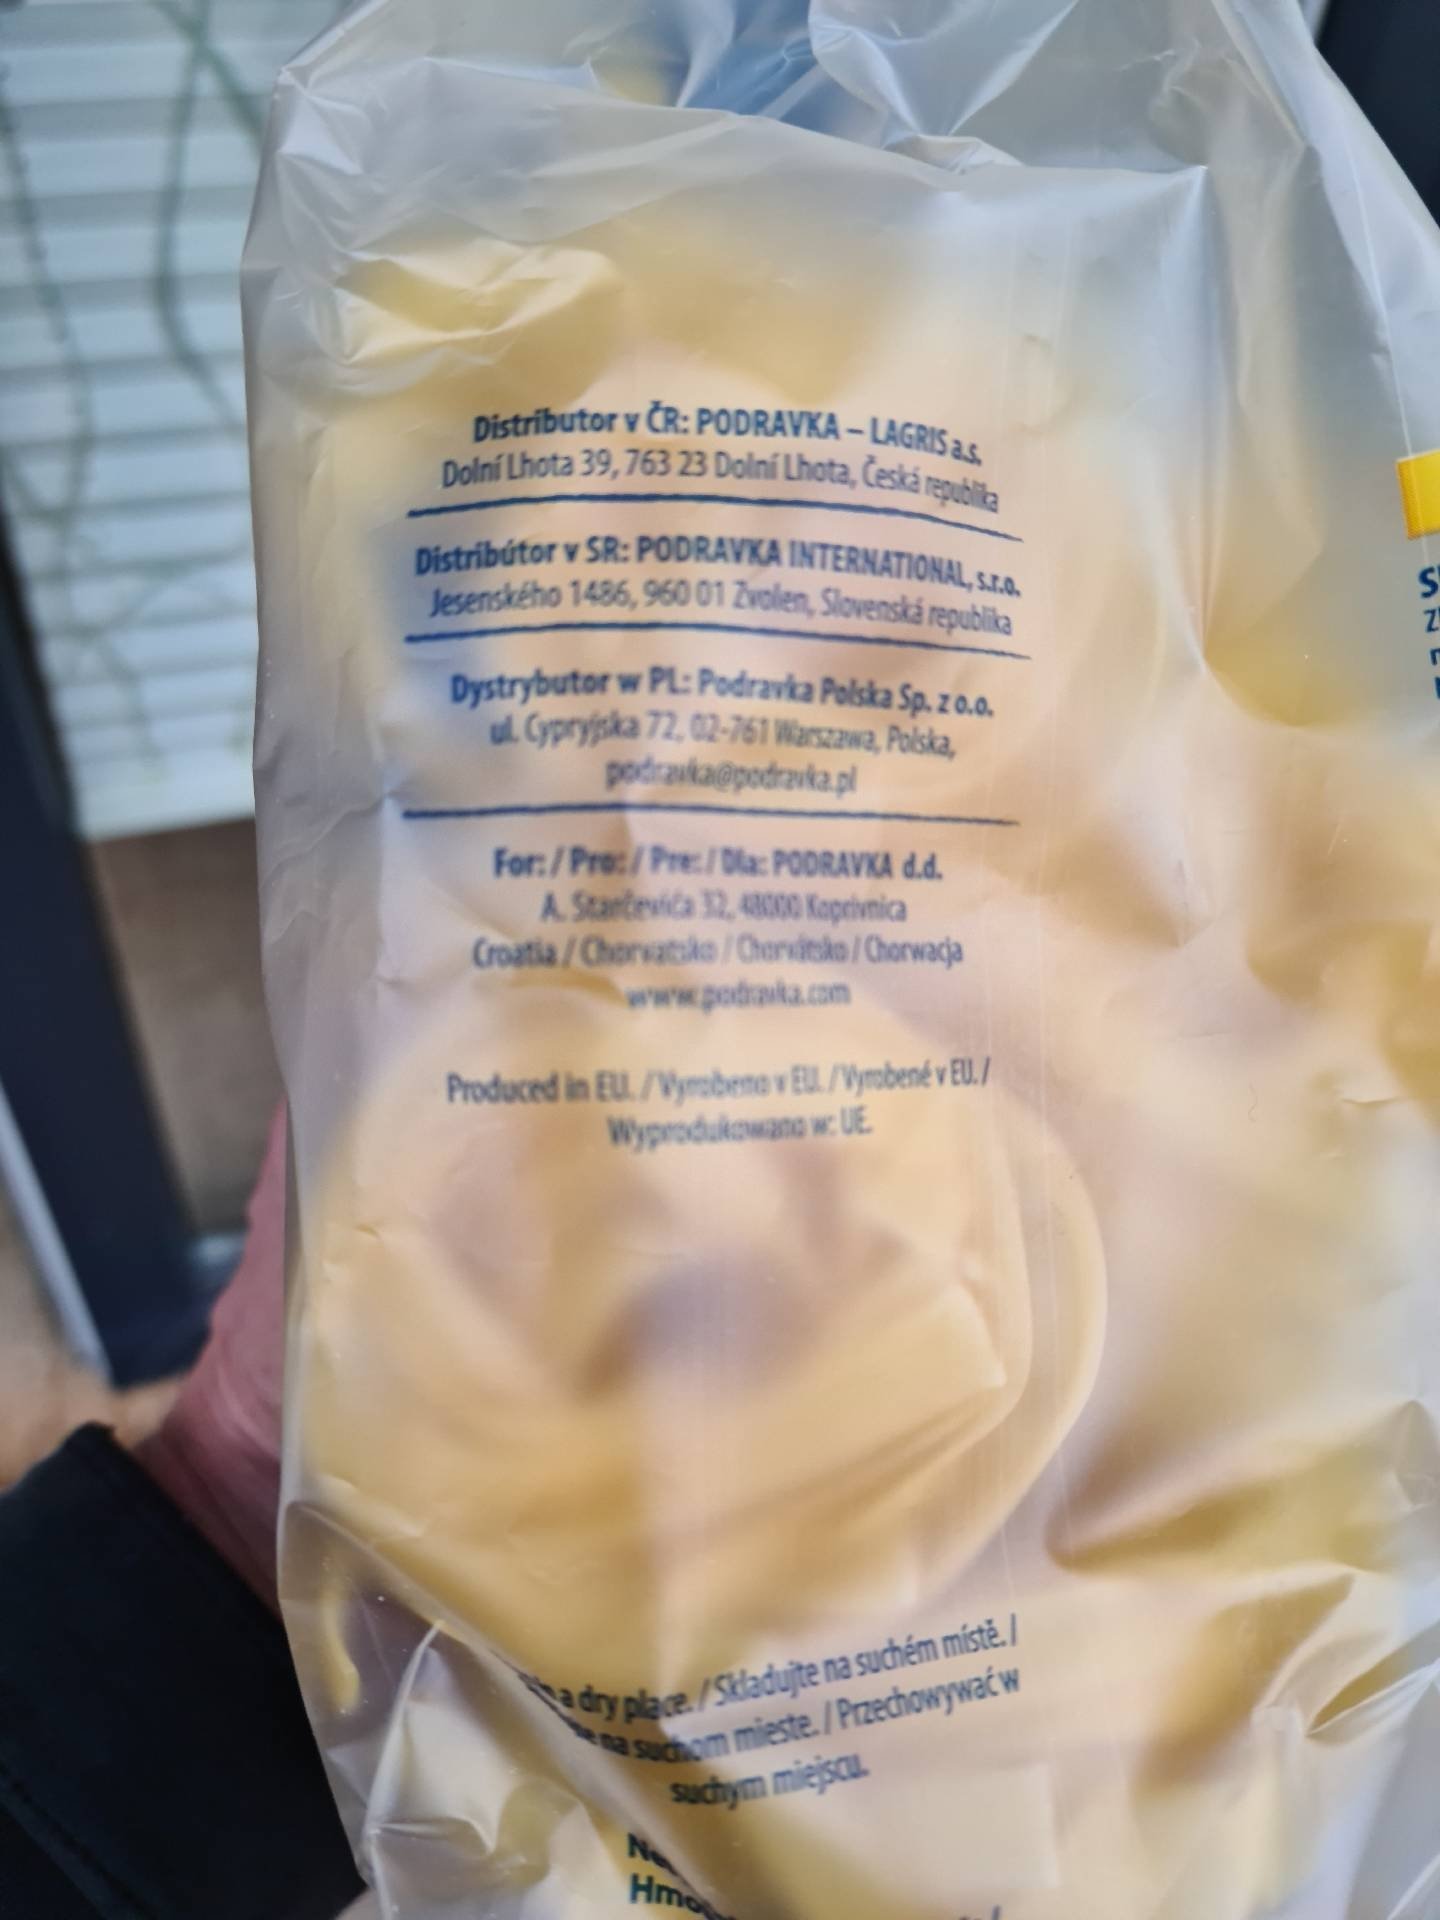 Distributor v ČR: PODRAVKA – LAGRIS a.s.
Dolní Lhota 39, 763 23 Dolní Lhota, Česká republika
Distribútor v SR: PODRAVKA INTERNATIONAL, s.r.o.
Jesenského 1486, 960 01 Zvolen, Slovenská republika
Dystrybutor w PL: Podravka Polska Sp. z o.o.
ul. Cypryjska 72, 02-761 Warszawa, Polska,
podravka@podravka.pl
For: / Pro: / Pre: / Dla: PODRAVKA d.d.
A. Starčevića 32, 48000 Koprivnica
Croatia / Chorvatsko / Chorvátsko / Chorwacja
www.podravka.com
Produced in EU. / Vyrobeno v EU. / Vyrobené v EU. /
Wyprodukowano w: UE.
a dry place. / Skladujte na suchém místě. /
na suchom mieste. / Przechowywać w
suchym miejscu.